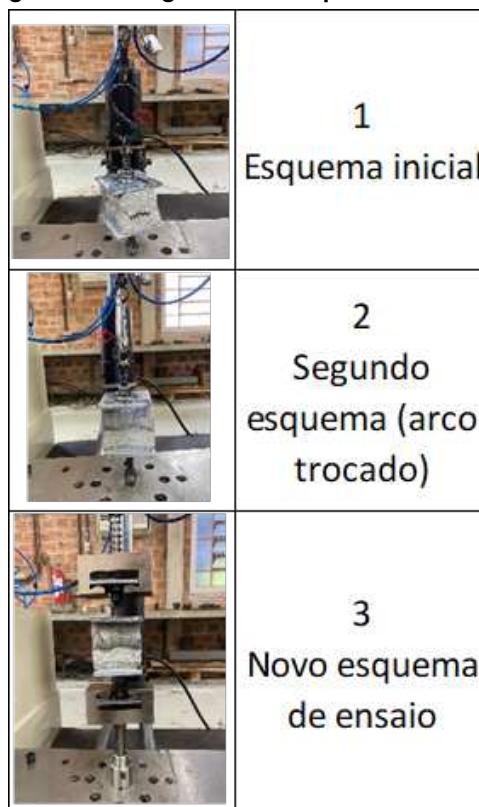 1
Esquema inicial
2
Segundo
esquema (arco
trocado)
3
Novo esquema
de ensaio